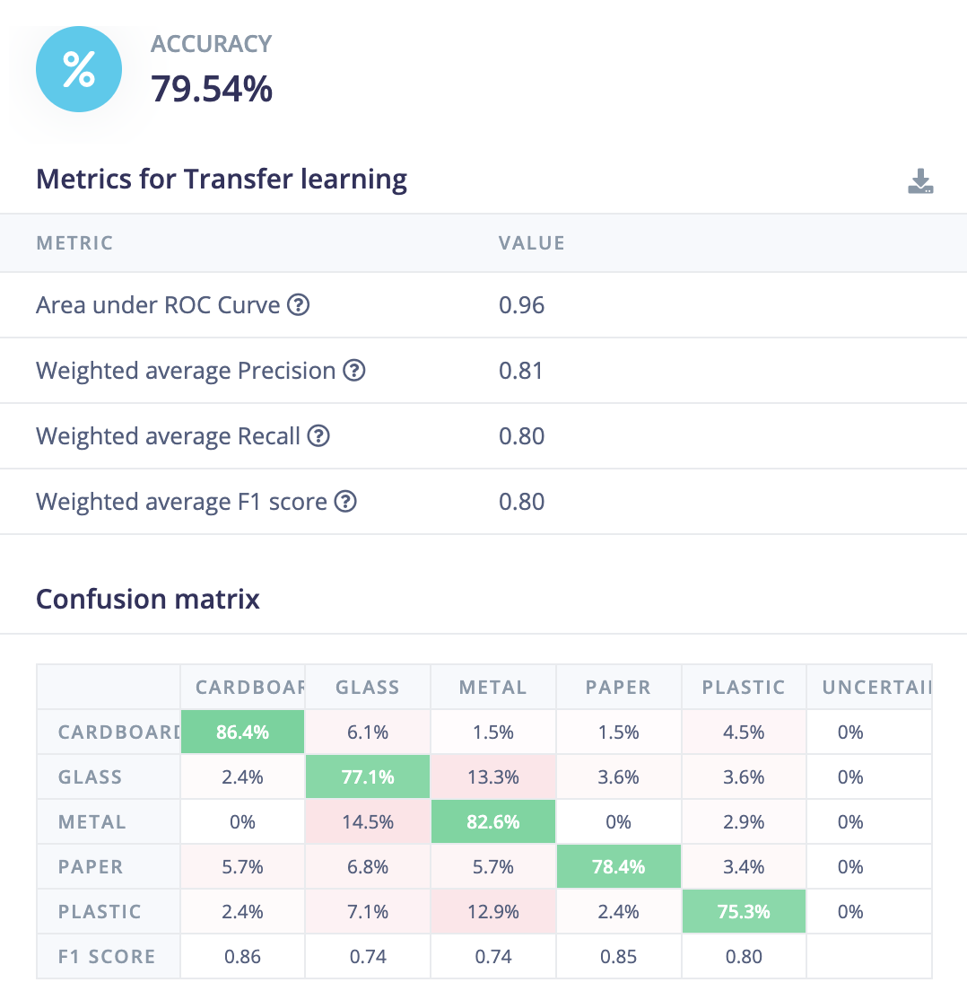 %
ACCURACY
79.54%
Metrics for Transfer learning
METRIC VALUE
Area under ROC Curve ? 0.96
Weighted average Precision ? 0.81
Weighted average Recall ? 0.80
Weighted average F1 score ? 0.80
Confusion matrix
CARDBOAR GLASS METAL PAPER PLASTIC UNCERTAI
CARDBOARD 86.4% 6.1% 1.5% 1.5% 4.5% 0%
GLASS 2.4% 77.1% 13.3% 3.6% 3.6% 0%
METAL 0% 14.5% 82.6% 0% 2.9% 0%
PAPER 5.7% 6.8% 5.7% 78.4% 3.4% 0%
PLASTIC 2.4% 7.1% 12.9% 2.4% 75.3% 0%
F1 SCORE 0.86 0.74 0.74 0.85 0.80